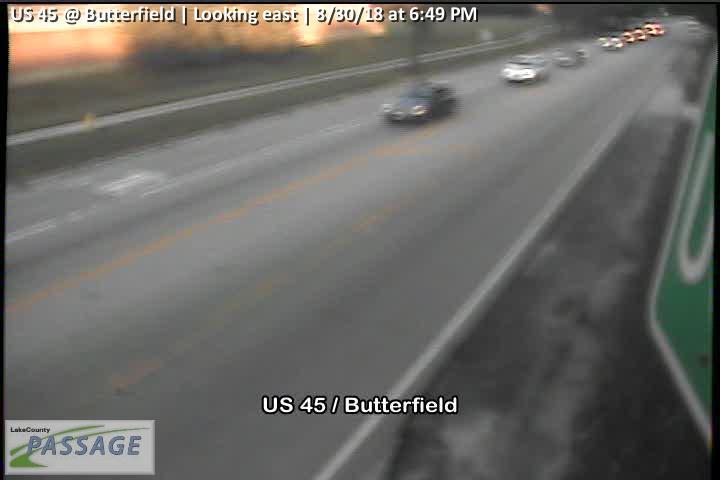 US 45 @ Butterfield | Looking east | 8/30/18 at 6:49 PM
US 45 / Butterfield
LakeCounty
PASSAGE